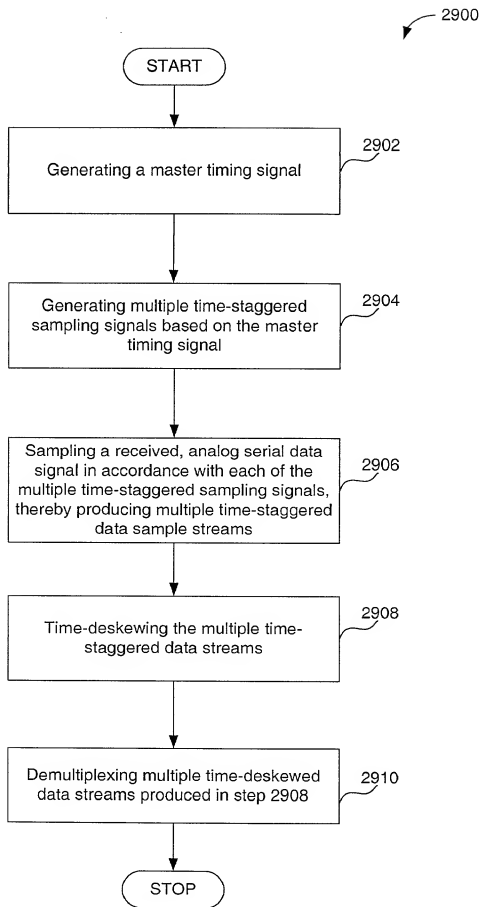 2900
START
Generating a master timing signal
2902
Generating multiple time-staggered
sampling signals based on the master
timing signal
2904
Sampling a received, analog serial data
signal in accordance with each of the
multiple time-staggered sampling signals,
thereby producing multiple time-staggered
data sample streams
2906
Time-deskewing the multiple time-
staggered data streams
2908
Demultiplexing multiple time-deskewed
data streams produced in step 2908
2910
STOP